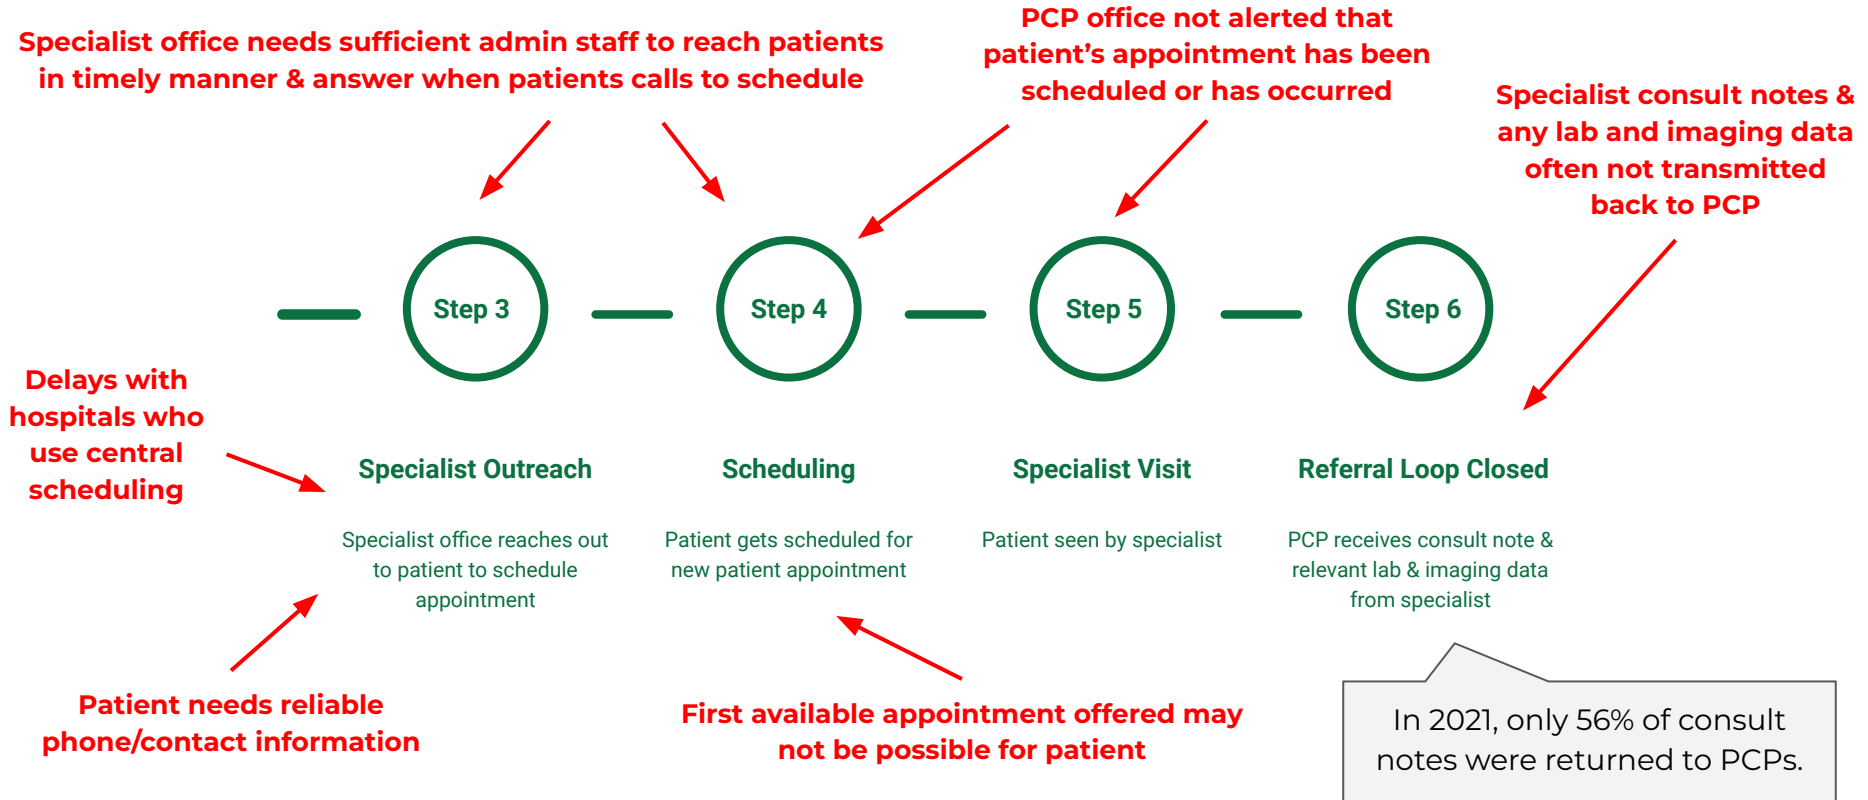 Specialist office needs sufficient admin staff to reach patients
in timely manner & answer when patients calls to schedule
PCP office not alerted that
patient’s appointment has been
scheduled or has occurred
Specialist consult notes &
any lab and imaging data
often not transmitted
back to PCP
Step 3
Step 4
Step 5
Step 6
Delays with
hospitals who
use central
scheduling
Specialist Outreach
Scheduling
Specialist Visit
Referral Loop Closed
Specialist office reaches out
to patient to schedule
appointment
Patient gets scheduled for
new patient appointment
Patient seen by specialist
PCP receives consult note &
relevant lab & imaging data
from specialist
Patient needs reliable
phone/contact information
First available appointment offered may
not be possible for patient
In 2021, only 56% of consult
notes were returned to PCPs.